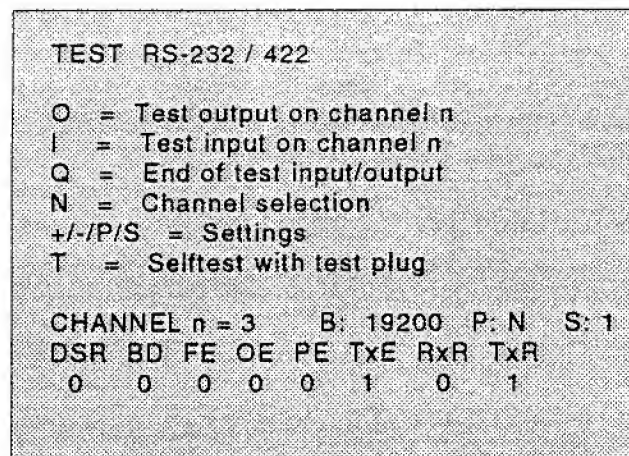 TEST RS-232 / 422
O = Test output on channel n
I = Test input on channel n
Q = End of test input/output
N = Channel selection
+/-/P/S = Settings
T = Selftest with test plug
CHANNEL n = 3 B: 19200 P: N S: 1
DSR BD FE OE PE TxE RxR TxR
0 0 0 0 0 1 0 1